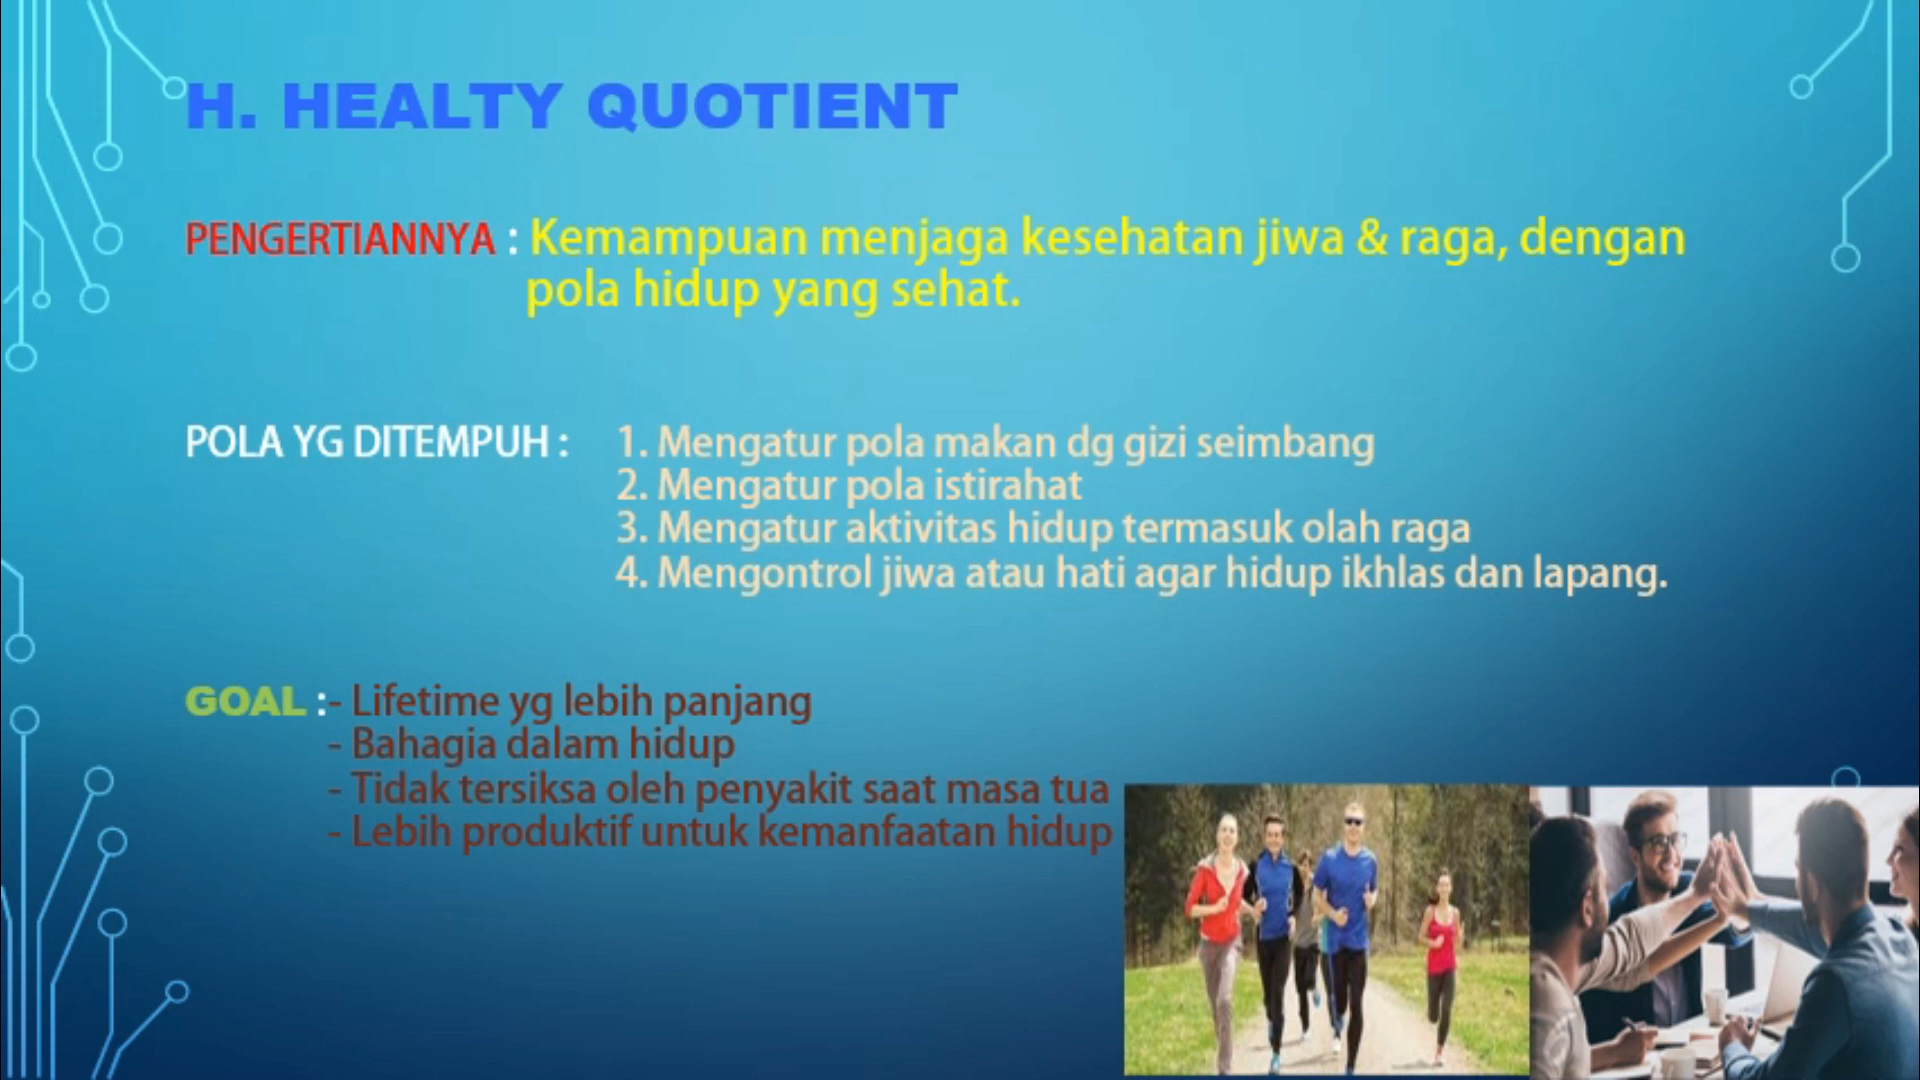 H. HEALTY QUOTIENT
PENGERTIANNYA : Kemampuan menjaga kesehatan jiwa & raga, dengan
pola hidup yang sehat.
POLA YG DITEMPUH : 1. Mengatur pola makan dg gizi seimbang
2. Mengatur pola istirahat
3. Mengatur aktivitas hidup termasuk olah raga
4. Mengontrol jiwa atau hati agar hidup ikhlas dan lapang.
GOAL :- Lifetime yg lebih panjang
- Bahagia dalam hidup
- Tidak tersiksa oleh penyakit saat masa tua
- Lebih produktif untuk kemanfaatan hidup